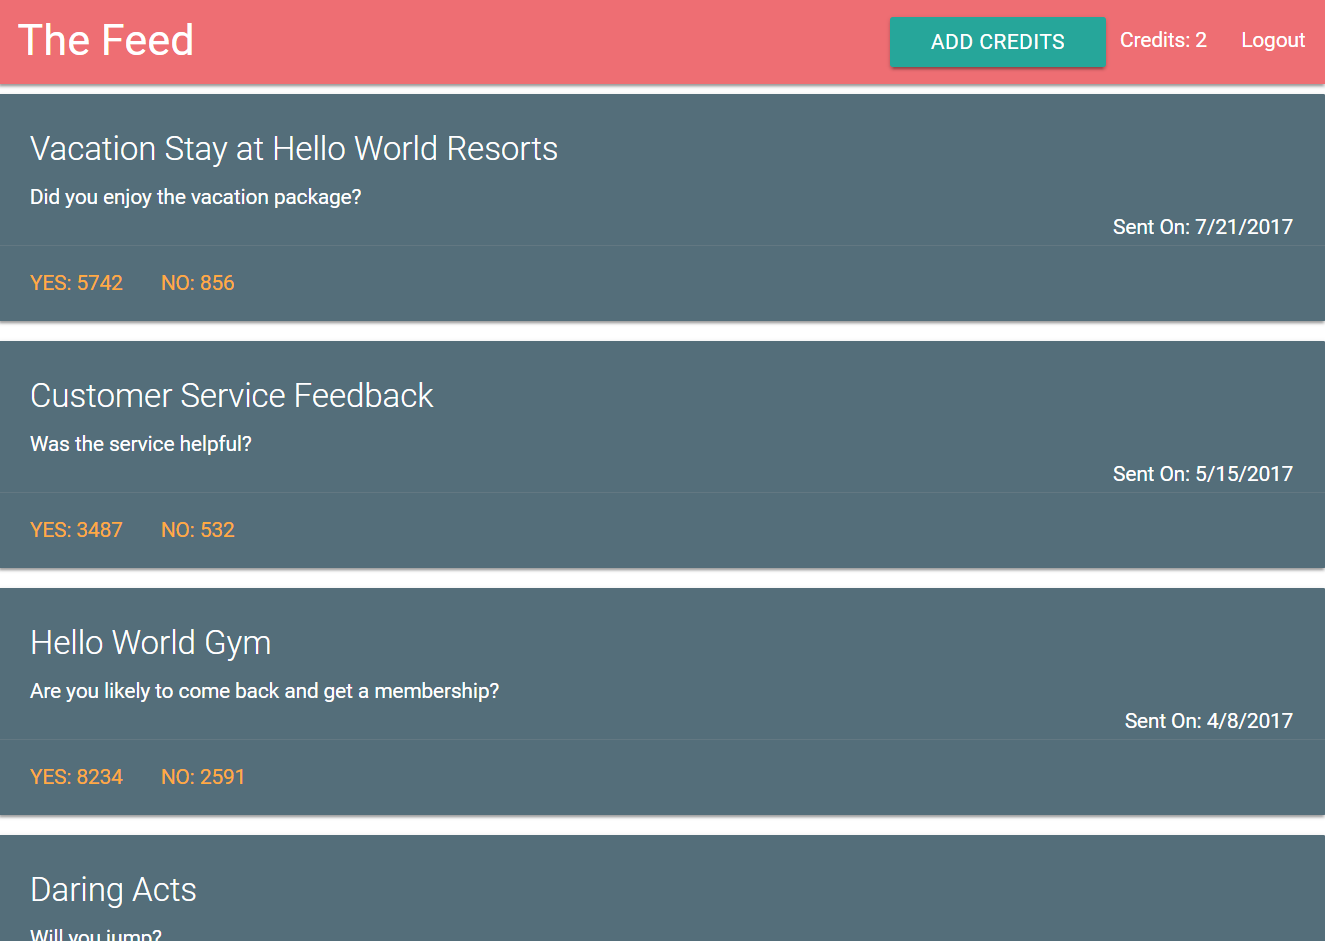 The Feed
ADD CREDITS
Credits: 2
Logout
Vacation Stay at Hello World Resorts
Did you enjoy the vacation package?
Sent On: 7/21/2017
YES: 5742 NO: 856
Customer Service Feedback
Was the service helpful?
Sent On: 5/15/2017
YES: 3487 NO: 532
Hello World Gym
Are you likely to come back and get a membership?
Sent On: 4/8/2017
YES: 8234 NO: 2591
Daring Acts
Will you jump?